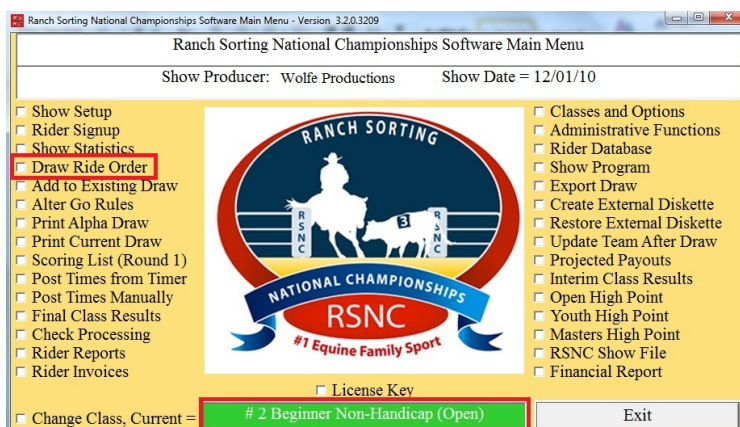 Ranch Sorting National Championships Software Main Menu - Version 3.2.0.3209
Ranch Sorting National Championships Software Main Menu
Show Producer: Wolfe Productions Show Date = 12/01/10
Show Setup
Rider Signup
Show Statistics
Draw Ride Order
Add to Existing Draw
Alter Go Rules
Print Alpha Draw
Print Current Draw
Scoring List (Round 1)
Post Times from Timer
Post Times Manually
Final Class Results
Check Processing
Rider Reports
Rider Invoices
RANCH SORTING
RSNC
3
RSNC
NATIONAL CHAMPIONSHIPS
RSNC
#1 Equine Family Sport
Classes and Options
Administrative Functions
Rider Database
Show Program
Export Draw
Create External Diskette
Restore External Diskette
Update Team After Draw
Projected Payouts
Interim Class Results
Open High Point
Youth High Point
Masters High Point
RSNC Show File
Financial Report
License Key
Change Class, Current =
# 2 Beginner Non-Handicap (Open)
Exit